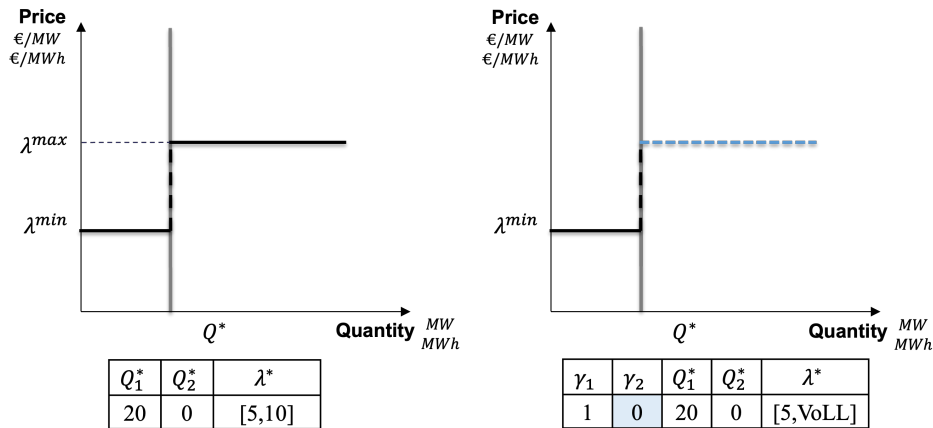 Price
€/MW
€/MWh
λ^max
λ^min
Q*
Quantity
MW
MWh
Q₁* Q₂* λ*
20 0 [5,10]
Price
€/MW
€/MWh
λ^min
Q*
Quantity
MW
MWh
γ₁ γ₂ Q₁* Q₂* λ*
1 0 20 0 [5,VoLL]